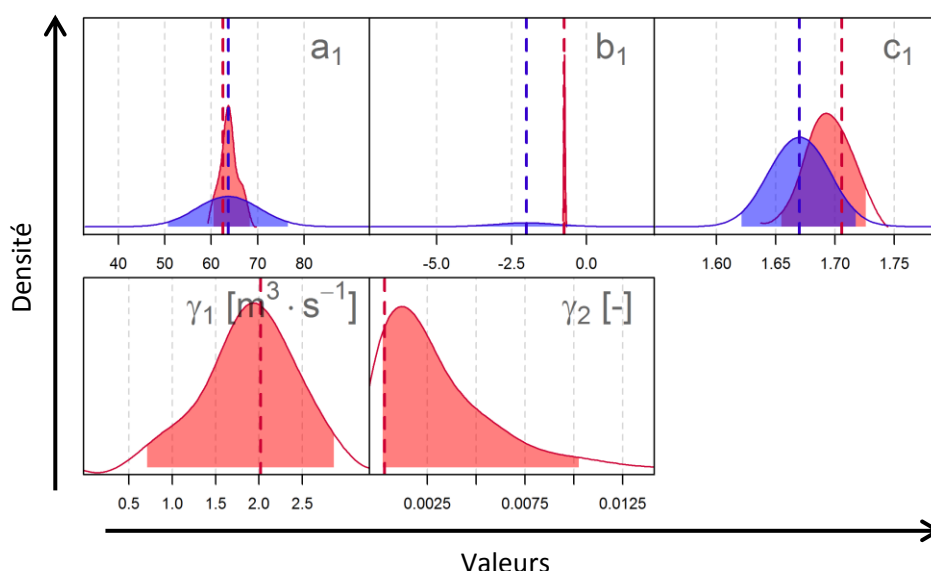 a₁ b₁ c₁
40 50 60 70 80 -5.0 -2.5 0.0 1.60 1.65 1.70 1.75
Densité
γ₁ [m³ · s⁻¹] γ₂ [-]
0.5 1.0 1.5 2.0 2.5 0.0025 0.0075 0.0125
Valeurs